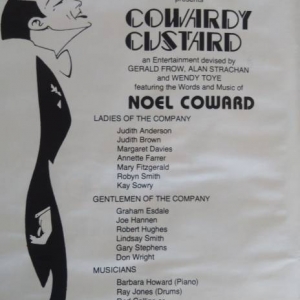 presents
COWARDY
CUSTARD
an Entertainment devised by
GERALD FROW, ALAN STRACHAN
and WENDY TOYE
featuring the Words and Music of
NOEL COWARD
LADIES OF THE COMPANY
Judith Anderson
Judith Brown
Margaret Davies
Annette Farrer
Mary Fitzgerald
Robyn Smith
Kay Sowry
GENTLEMEN OF THE COMPANY
Graham Eadale
Joe Hannen
Robert Hughes
Lindsay Smith
Gary Stephens
Don Wright
MUSICIANS
Barbara Howard (Piano)
Ray Jones (Drums)